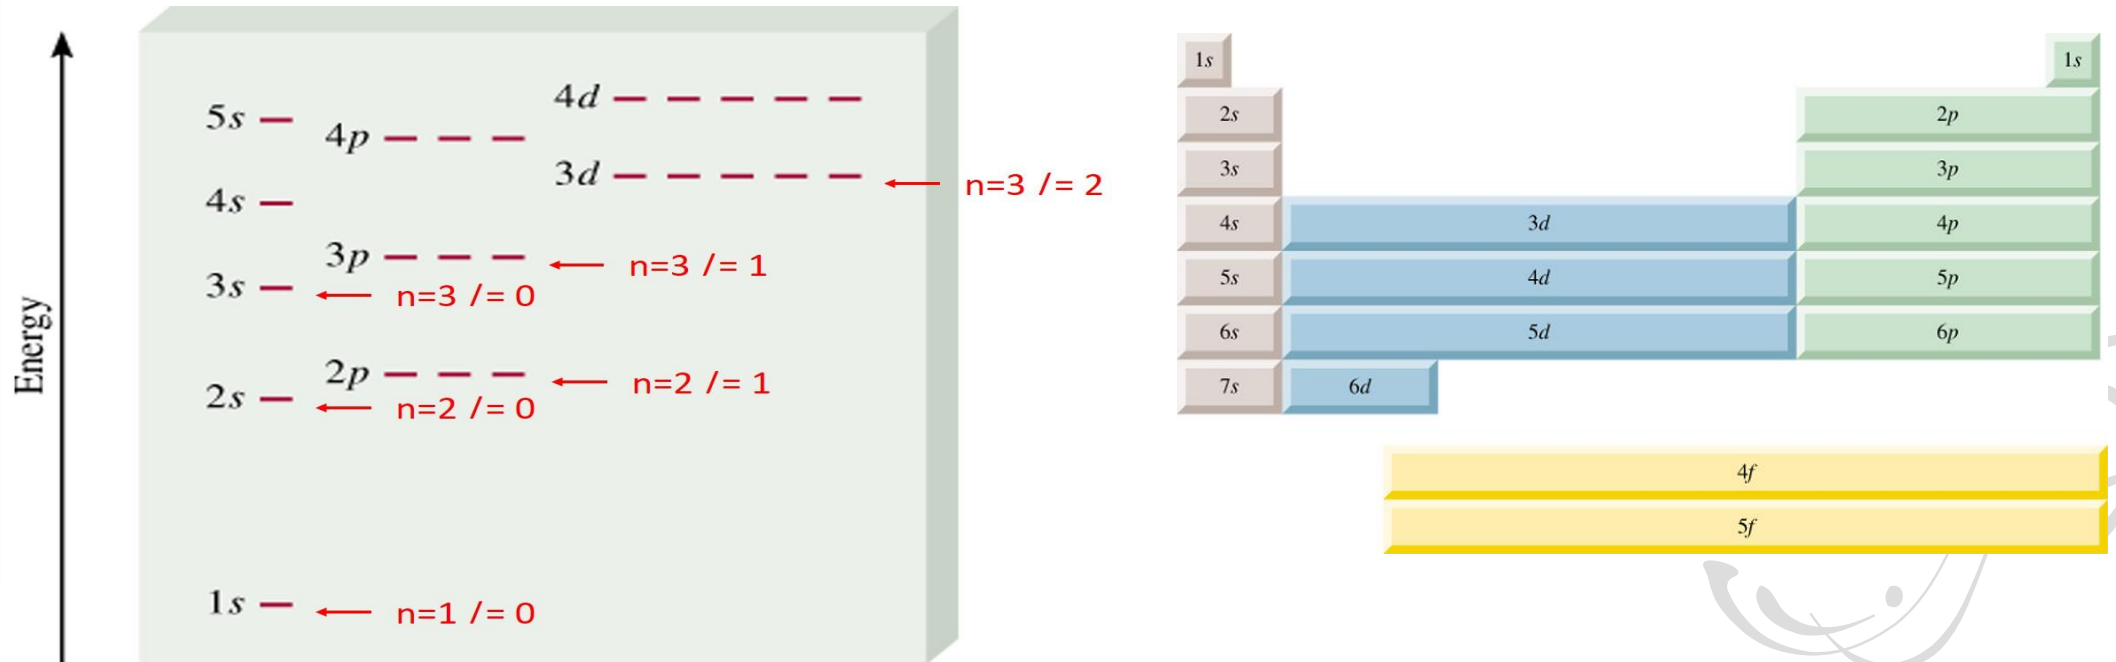 4d
5s
4p
3d
n=3 l= 2
4s
3p
n=3 l= 1
3s
n=3 l= 0
2p
n=2 l= 1
2s
n=2 l= 0
1s
n=1 l= 0
Energy
1s 1s
2s 2p
3s 3p
4s 3d 4p
5s 4d 5p
6s 5d 6p
7s 6d
4f
5f